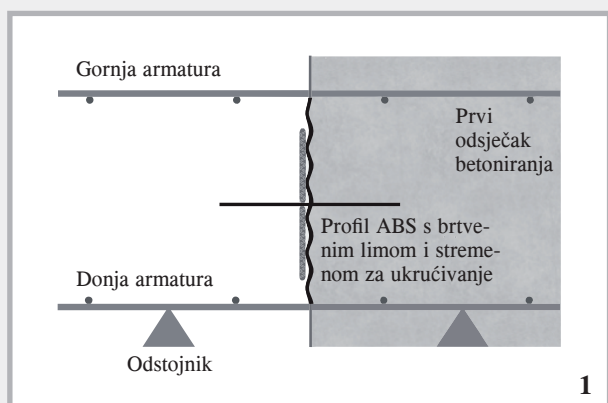 Gornja armatura
Prvi
odsječak
betoniranja
Profil ABS s brtve-
nim limom i streme-
nom za ukrućivanje
Donja armatura
Odstojnik
1